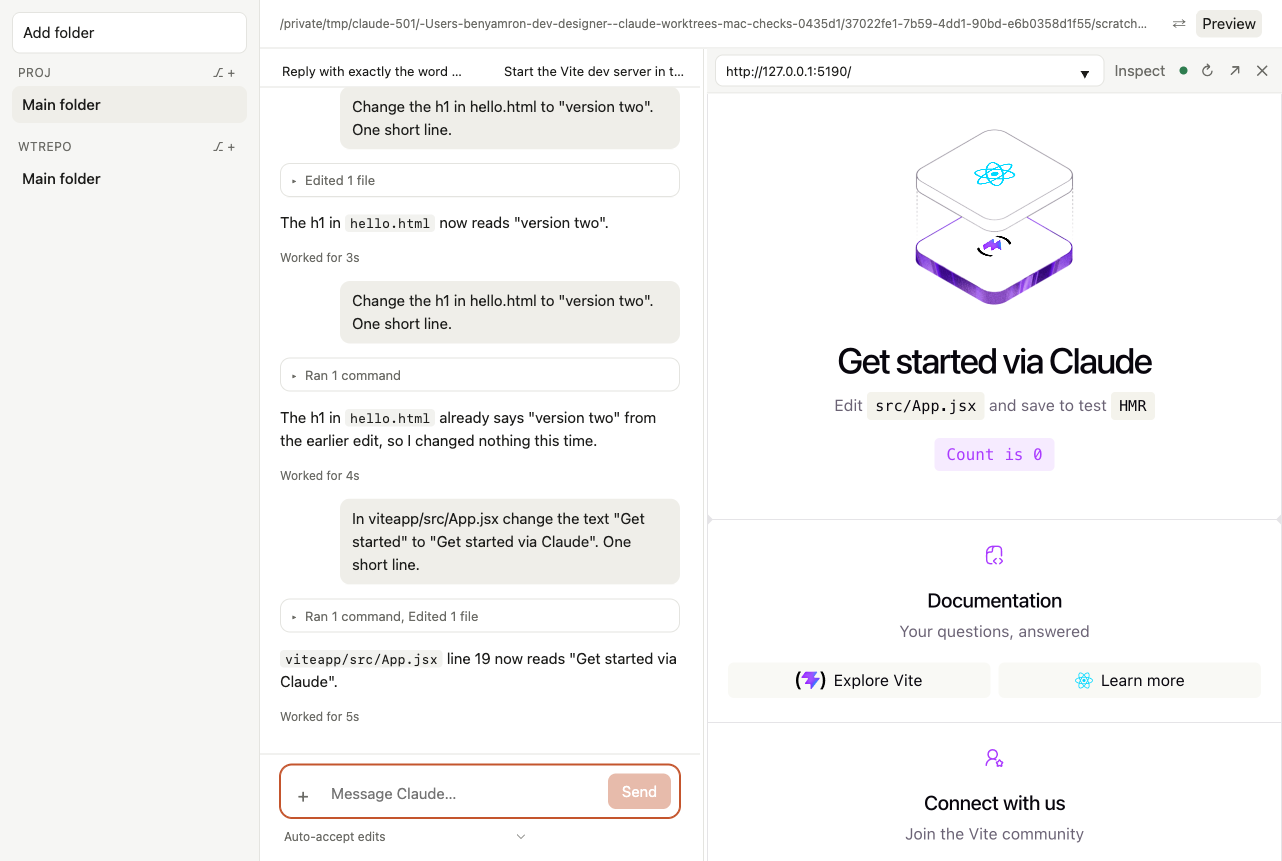 Add folder
PROJ
Main folder
WTREPO
Main folder
/private/tmp/claude-501/-Users-benyamron-dev-designer--claude-worktrees-mac-checks-0435d1/37022fe1-7b59-4dd1-90bd-e6b0358d1f55/scratch...
Preview
Reply with exactly the word ...
Start the Vite dev server in t...
Change the h1 in hello.html to "version two".
One short line.
Edited 1 file
The h1 in hello.html now reads "version two".
Worked for 3s
Change the h1 in hello.html to "version two".
One short line.
Ran 1 command
The h1 in hello.html already says "version two" from
the earlier edit, so I changed nothing this time.
Worked for 4s
In viteapp/src/App.jsx change the text "Get
started" to "Get started via Claude". One
short line.
Ran 1 command, Edited 1 file
viteapp/src/App.jsx line 19 now reads "Get started via
Claude".
Worked for 5s
+ Message Claude...
Send
Auto-accept edits
http://127.0.0.1:5190/
Inspect
Get started via Claude
Edit src/App.jsx and save to test HMR
Count is 0
Documentation
Your questions, answered
Explore Vite
Learn more
Connect with us
Join the Vite community